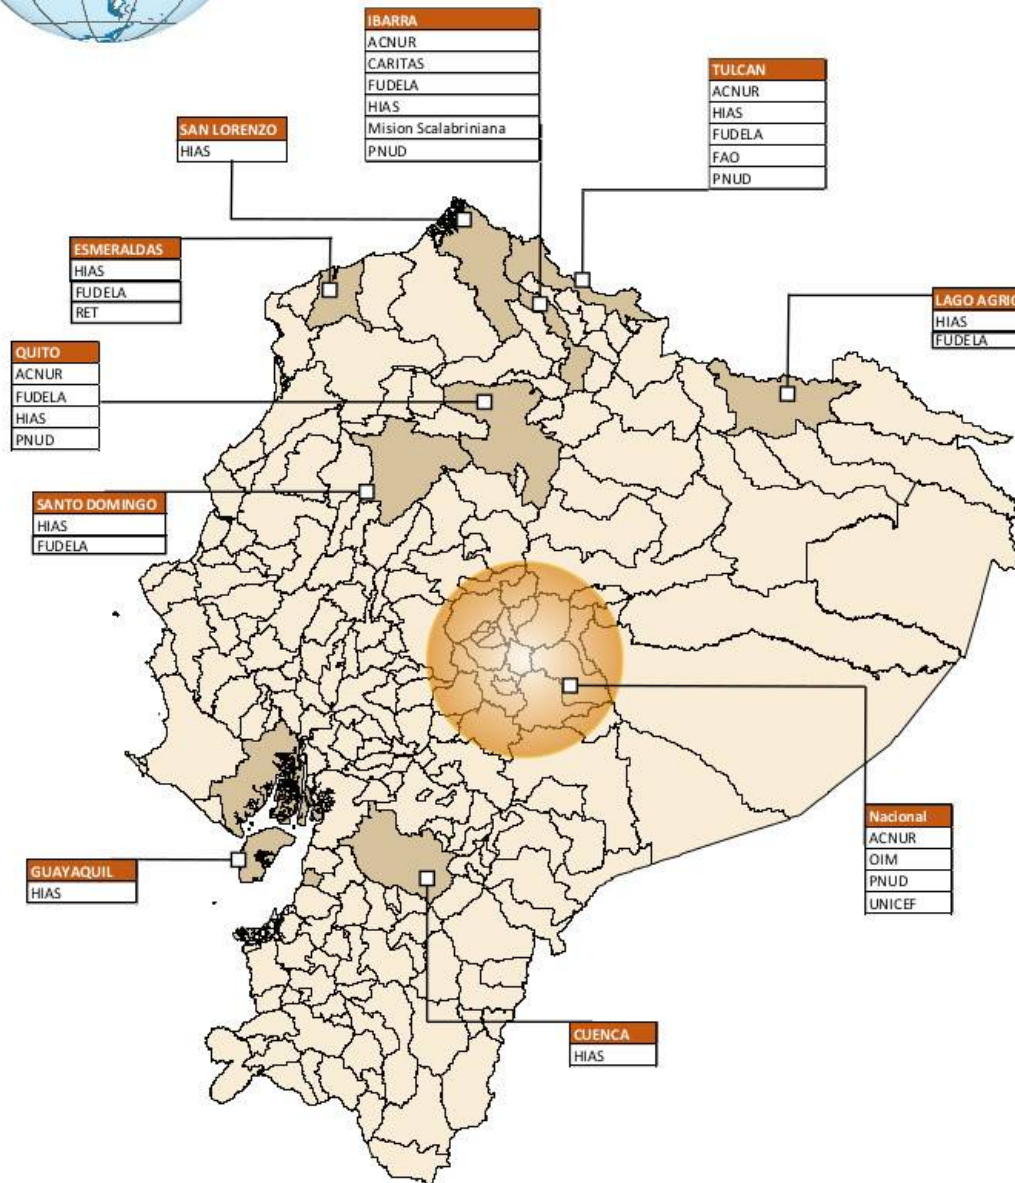 IBARRA
ACNUR
CARITAS
FUDELA
HIAS
Mision Scalabriniana
PNUD
TULCAN
ACNUR
HIAS
FUDELA
FAO
PNUD
SAN LORENZO
HIAS
ESMERALDAS
HIAS
FUDELA
RET
LAGO AGRIO
HIAS
FUDELA
QUITO
ACNUR
FUDELA
HIAS
PNUD
SANTO DOMINGO
HIAS
FUDELA
Nacional
ACNUR
OIM
PNUD
UNICEF
GUAYAQUIL
HIAS
CUENCA
HIAS